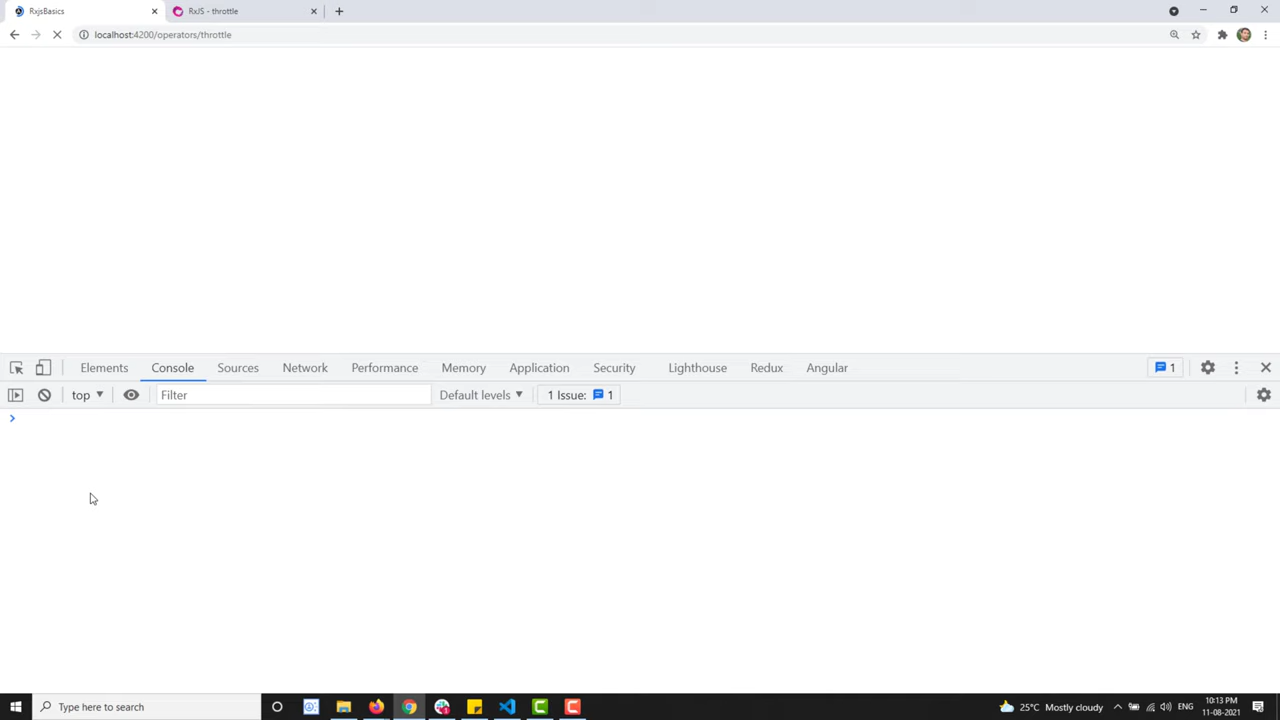 RxjsBasics
RxJS - throttle
localhost:4200/operators/throttle
Elements
Console
Sources
Network
Performance
Memory
Application
Security
Lighthouse
Redux
Angular
1
top
Filter
Default levels
1 Issue:
1
Type here to search
25°C Mostly cloudy
ENG
10:13 PM
11-08-2021